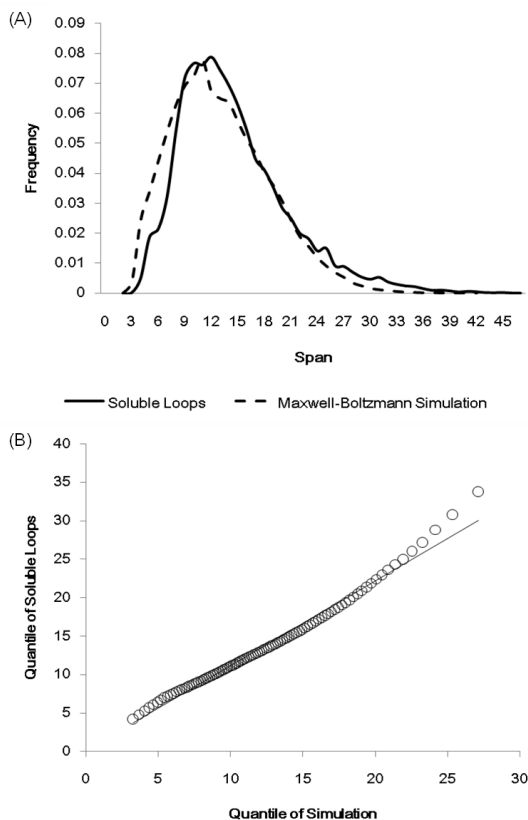 (A)
0.09
0.08
0.07
0.06
0.05
0.04
0.03
0.02
0.01
0
Frequency
0 3 6 9 12 15 18 21 24 27 30 33 36 39 42 45
Span
Soluble Loops Maxwell-Boltzmann Simulation
(B)
40
35
30
25
20
15
10
5
0
Quantile of Soluble Loops
0 5 10 15 20 25 30
Quantile of Simulation